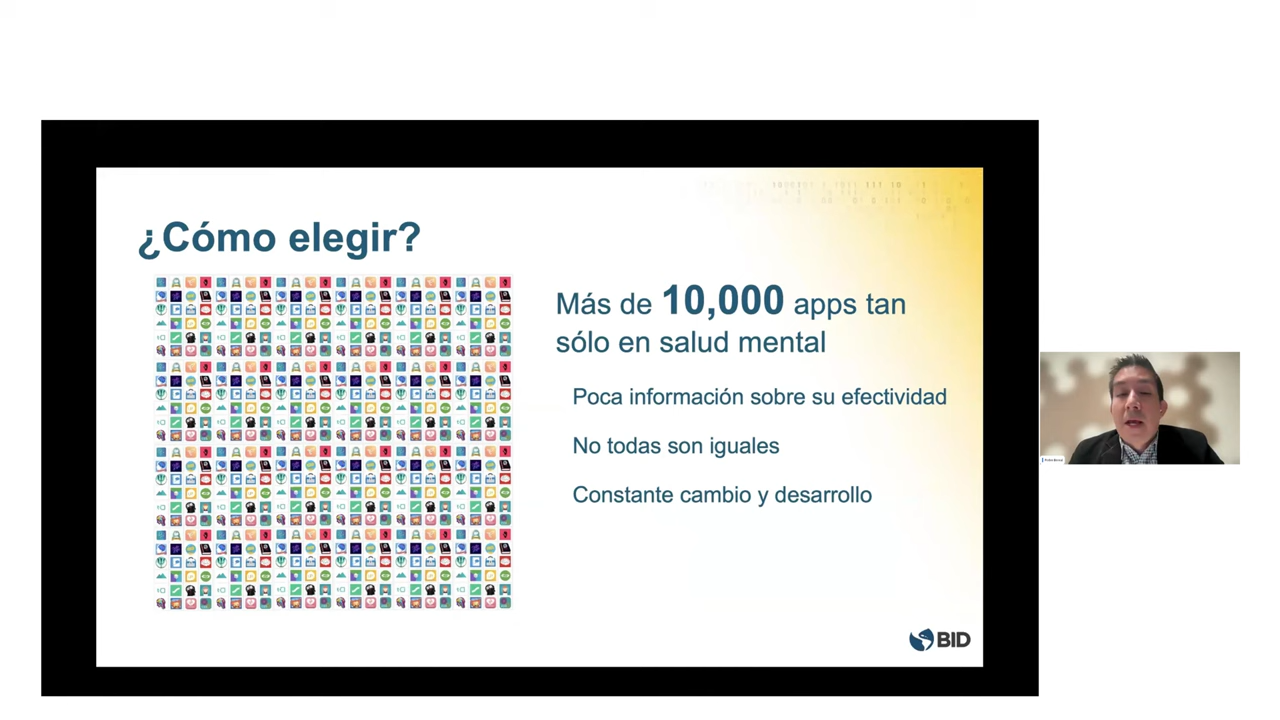 ¿Cómo elegir?
Más de 10,000 apps tan
sólo en salud mental
Poca información sobre su efectividad
No todas son iguales
Constante cambio y desarrollo
BID